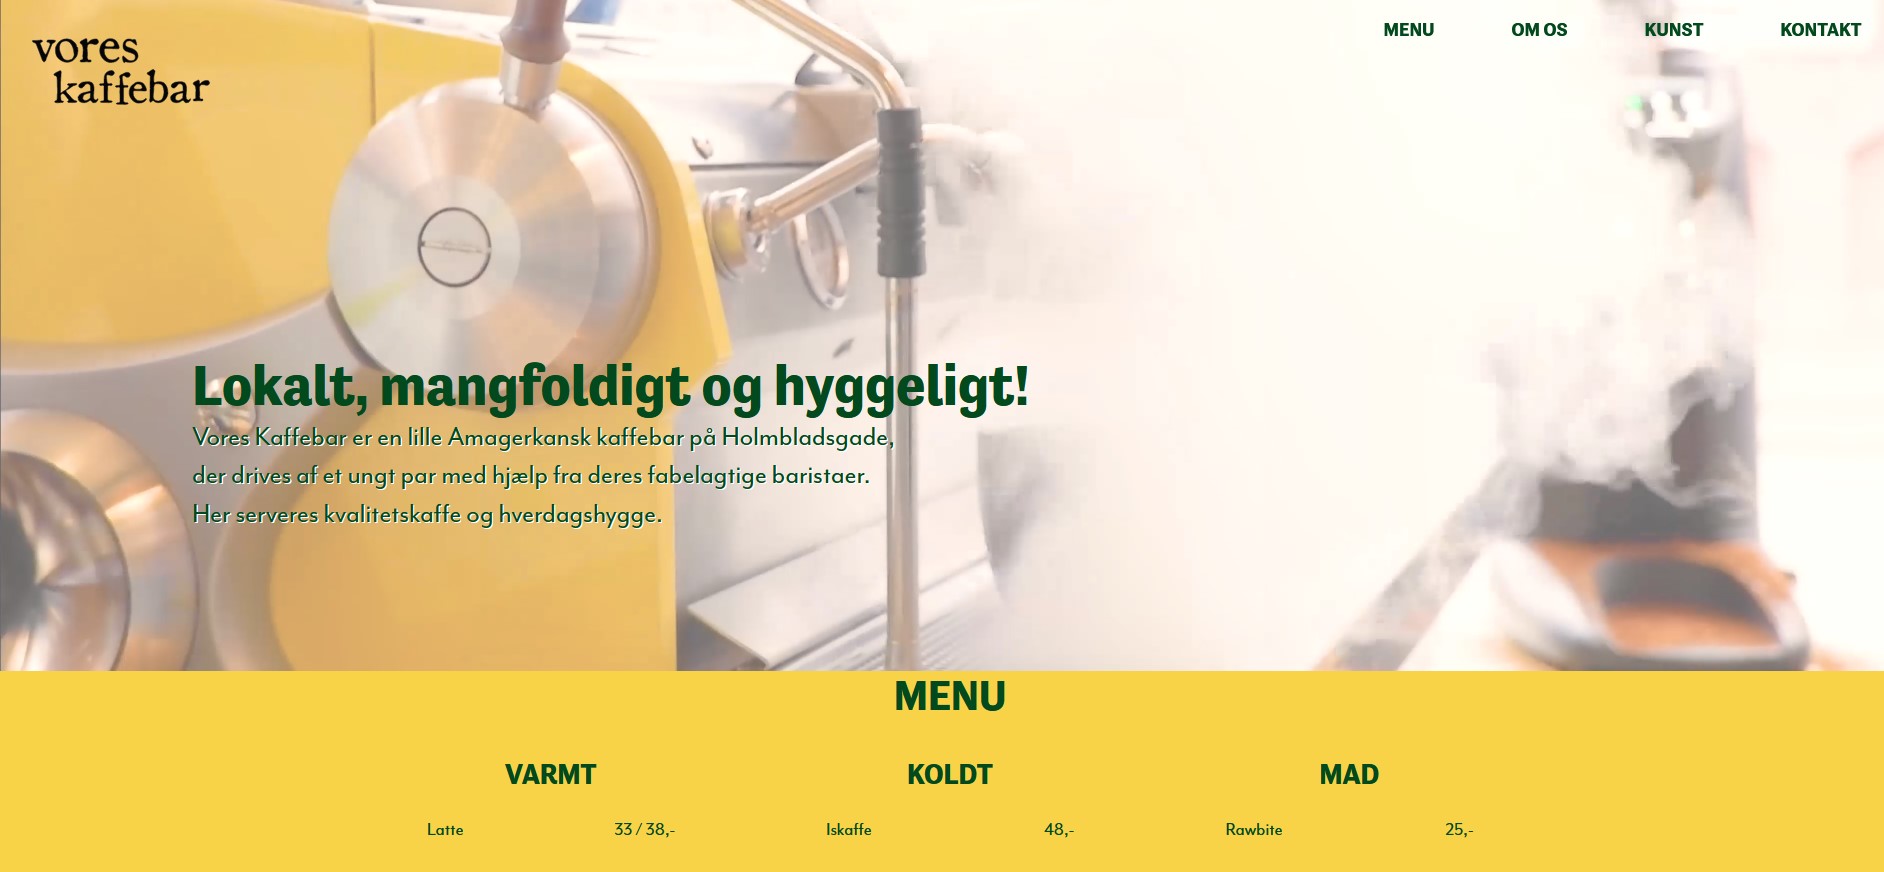 vores
kaffebar
MENU OM OS KUNST KONTAKT
Lokalt, mangfoldigt og hyggeligt!
Vores Kaffebar er en lille Amagerkansk kaffebar på Holmbladsgade,
der drives af et ungt par med hjælp fra deres fabelagtige baristaer.
Her serveres kvalitetskaffe og hverdagshygge.
MENU
VARMT KOLDT MAD
Latte 33 / 38,- Iskaffe 48,- Rawbite 25,-